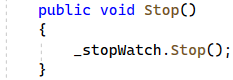 public void Stop()
{
    _stopWatch.Stop();
}